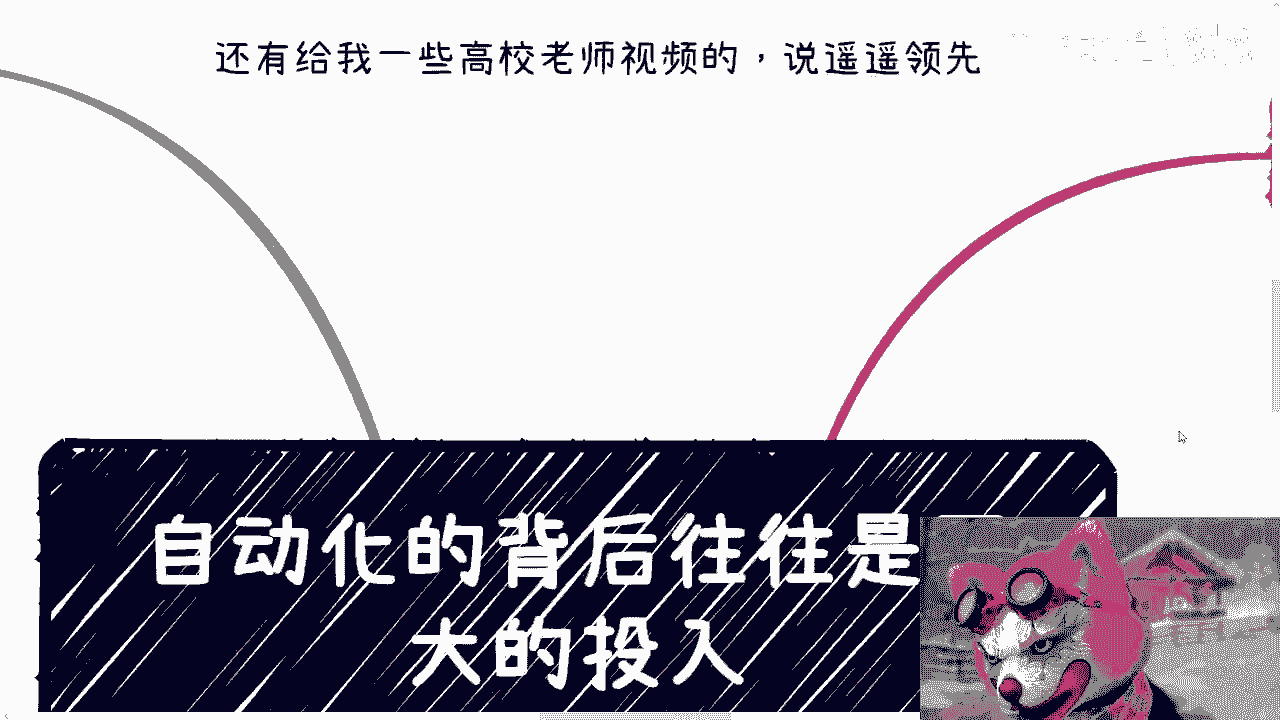 还有给我一些高校老师视频的，说遥遥领先
自动化的背后往往是
大的投入